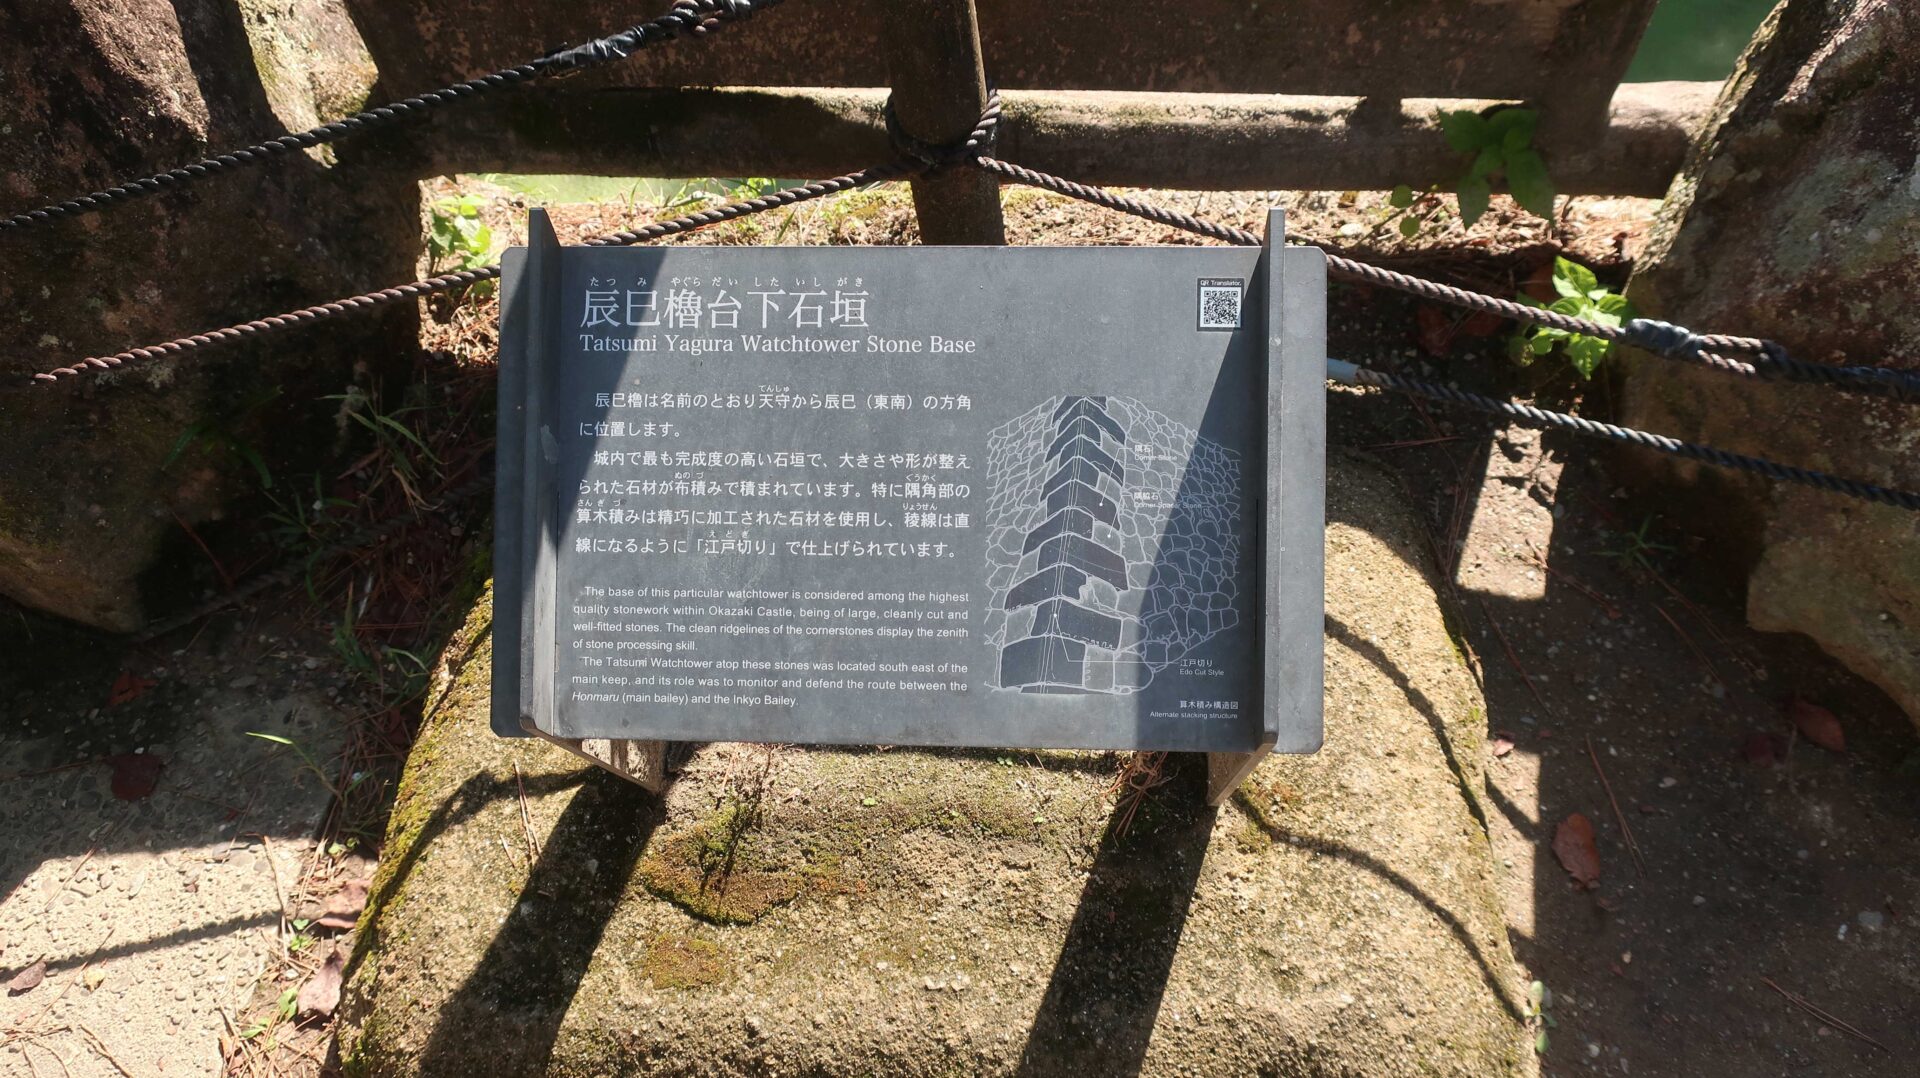 たつみやぐらだいしたいしがき
辰巳櫓台下石垣
Tatsumi Yagura Watchtower Stone Base
QR Translator.
てんしゅ
辰巳櫓は名前のとおり天守から辰巳（東南）の方角
に位置します。
城内で最も完成度の高い石垣で、大きさや形が整え
ぬのづ ぐうかく
られた石材が布積みで積まれています。特に隅角部の
さんぎづ りょうせん
算木積みは精巧に加工された石材を使用し、稜線は直
えどぎ
線になるように「江戸切り」で仕上げられています。
The base of this particular watchtower is considered among the highest
quality stonework within Okazaki Castle, being of large, cleanly cut and
well-fitted stones. The clean ridgelines of the cornerstones display the zenith
of stone processing skill.
The Tatsumi Watchtower atop these stones was located south east of the
main keep, and its role was to monitor and defend the route between the
Honmaru (main bailey) and the Inkyo Bailey.
隅石
Corner Stone
隅脇石
Corner Spacer Stone
江戸切り
Edo Cut Style
算木積み構造図
Alternate stacking structure